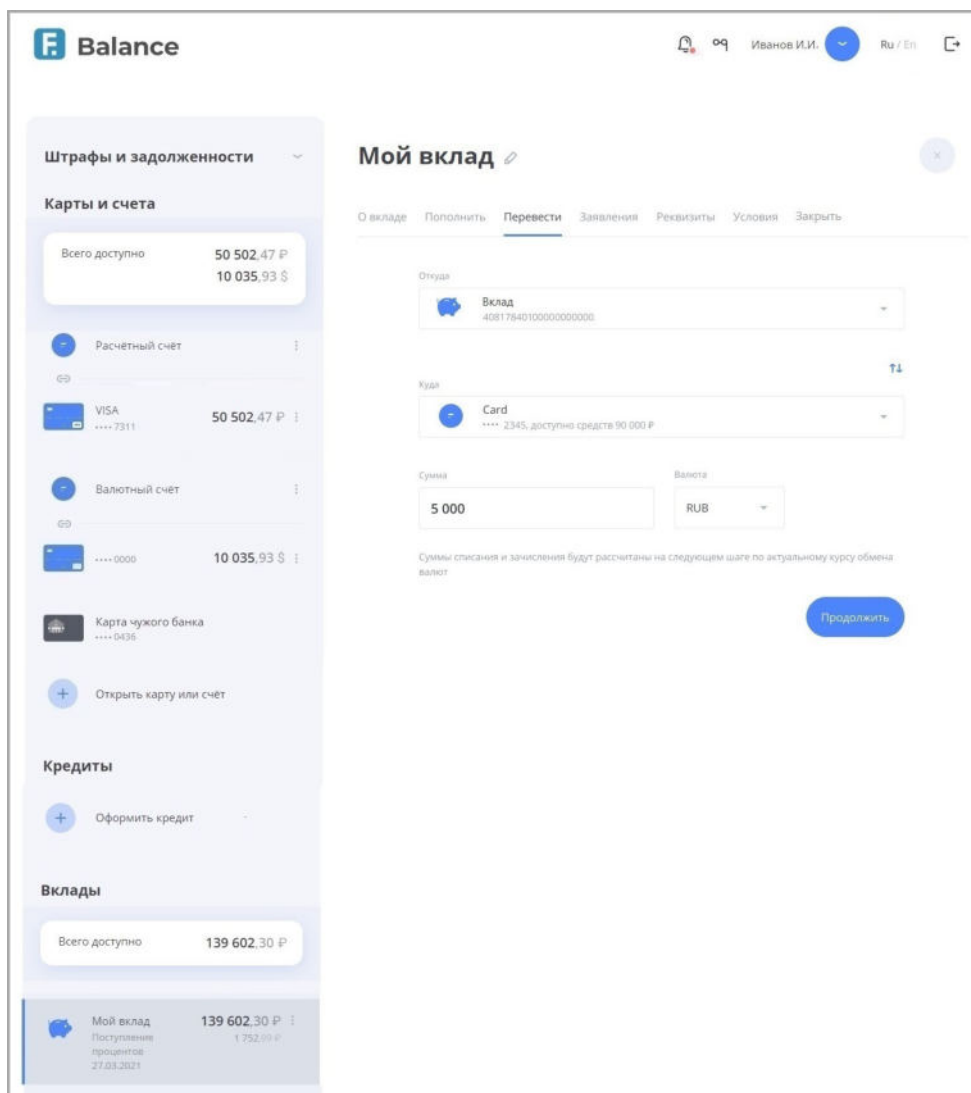 F. Balance
Иванов И.И.
Ru / En
Штрафы и задолженности
Карты и счета
Всего доступно 50 502,47 ₽
10 035,93 $
Расчётный счёт
VISA 50 502,47 ₽
•••• 7311
Валютный счёт
•••• 0000 10 035,93 $
Карта чужого банка
•••• 0436
Открыть карту или счёт
Кредиты
Оформить кредит
Вклады
Всего доступно 139 602,30 ₽
Мой вклад 139 602,30 ₽
Поступление 1 752,99 ₽
процентов
27.03.2021
Мой вклад
О вкладе Пополнить Перевести Заявления Реквизиты Условия Закрыть
Откуда
Вклад
40817840100000000000
Куда
Card
•••• 2345, доступно средств 90 000 ₽
Сумма Валюта
5 000 RUB
Суммы списания и зачисления будут рассчитаны на следующем шаге по актуальному курсу обмена
валют
Продолжить